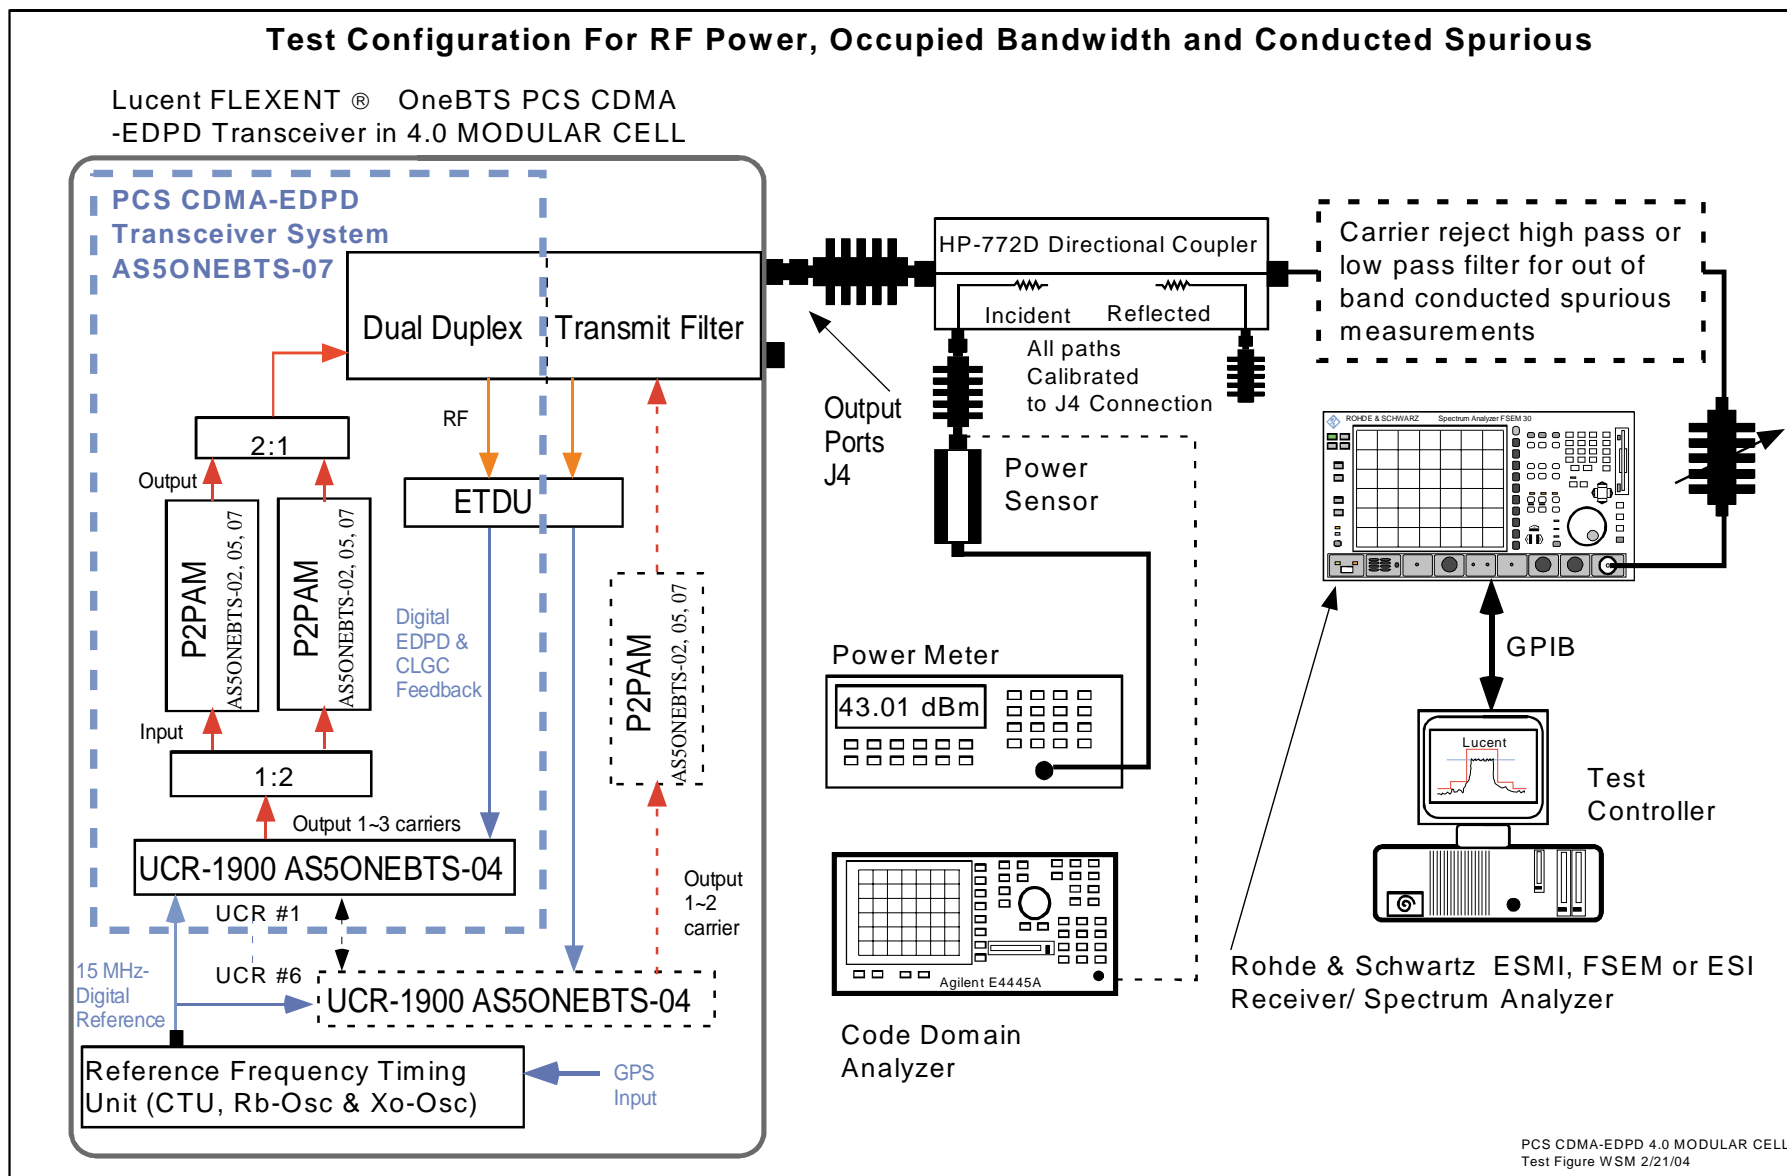 Test Configuration For RF Power, Occupied Bandwidth and Conducted Spurious
Lucent FLEXENT ® OneBTS PCS CDMA
-EDPD Transceiver in 4.0 MODULAR CELL
PCS CDMA-EDPD
Transceiver System
AS5ONEBTS-07
Dual Duplex
Transmit Filter
RF
2:1
Output
ETDU
P2PAM
AS5ONEBTS-02, 05, 07
P2PAM
AS5ONEBTS-02, 05, 07
P2PAM
AS5ONEBTS-02, 05, 07
Digital
EDPD &
CLGC
Feedback
Input
1:2
Output 1~3 carriers
UCR-1900 AS5ONEBTS-04
UCR #1
UCR #6
Output
1~2
carrier
15 MHz-
Digital
Reference
UCR-1900 AS5ONEBTS-04
Reference Frequency Timing
Unit (CTU, Rb-Osc & Xo-Osc)
GPS
Input
Output
Ports
J4
HP-772D Directional Coupler
Incident
Reflected
All paths
Calibrated
to J4 Connection
Power
Sensor
Power Meter
43.01 dBm
Agilent E4445A
Code Domain
Analyzer
Carrier reject high pass or
low pass filter for out of
band conducted spurious
measurements
ROHDE & SCHWARZ Spectrum Analyzer FSEM 30
GPIB
Lucent
Test
Controller
Rohde & Schwartz ESMI, FSEM or ESI
Receiver/ Spectrum Analyzer
PCS CDMA-EDPD 4.0 MODULAR CELL
Test Figure WSM 2/21/04